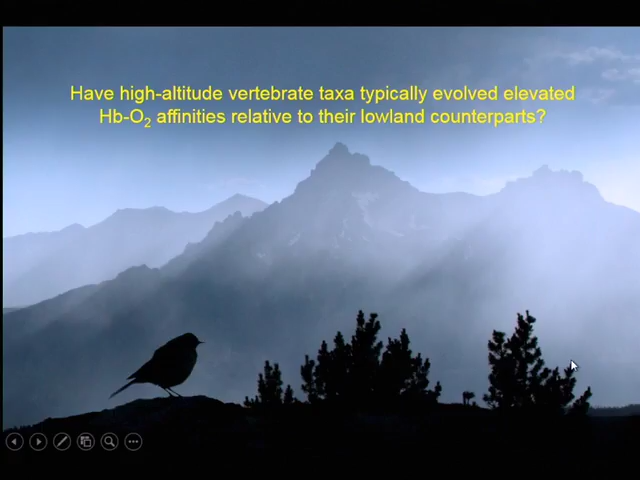 Have high-altitude vertebrate taxa typically evolved elevated
Hb-O₂ affinities relative to their lowland counterparts?